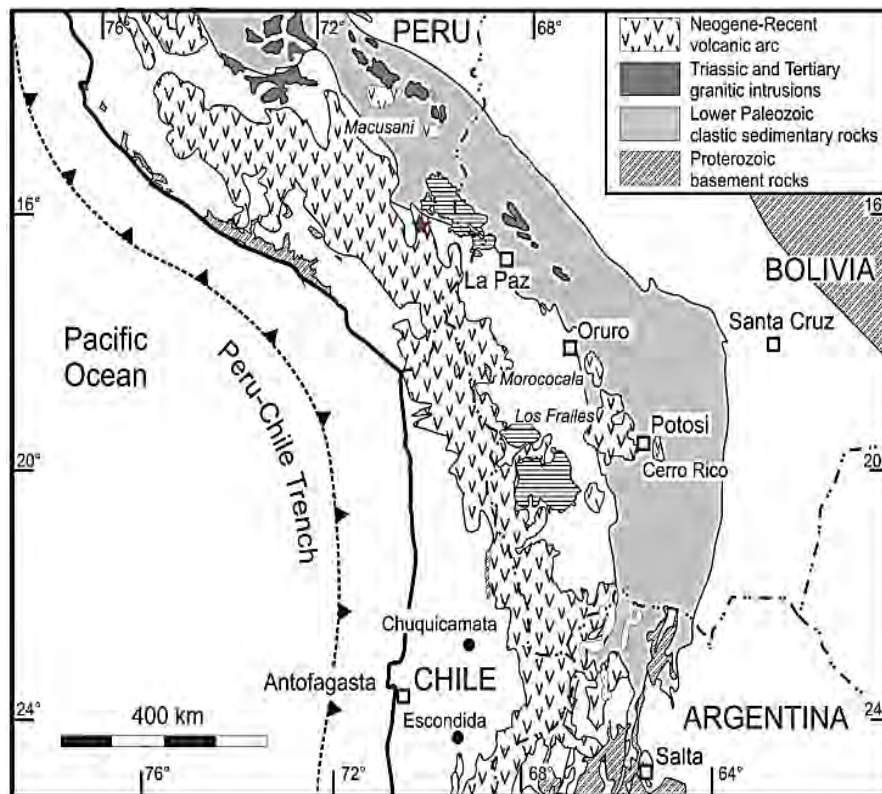 76°
72°
PERU
68°
Neogene-Recent
volcanic arc
Triassic and Tertiary
granitic intrusions
Lower Paleozoic
clastic sedimentary rocks
Proterozoic
basement rocks
Macusani
16°
16
La Paz
BOLIVIA
Santa Cruz
Oruro
Pacific
Ocean
Peru-Chile Trench
Morococala
Los Frailes
Potosi
Cerro Rico
20°
20
Chuquicamata
Antofagasta
CHILE
Escondida
24°
24
400 km
ARGENTINA
Salta
76°
72°
68°
64°